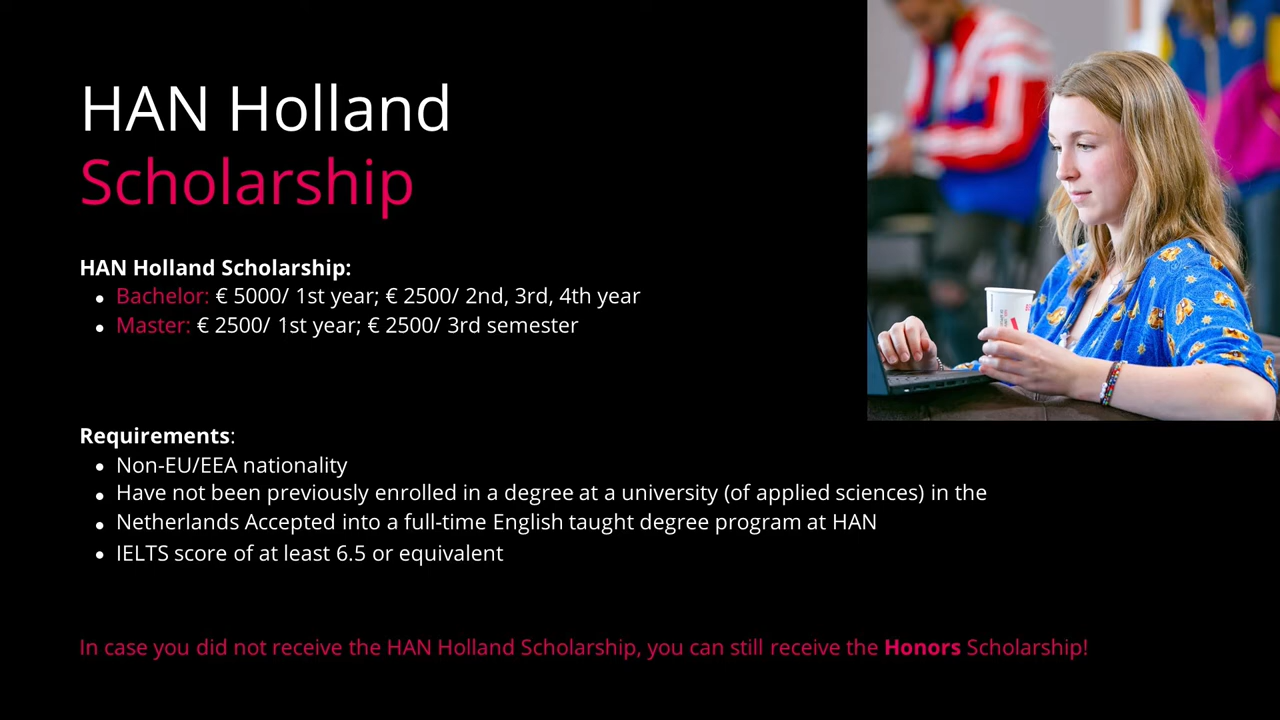 HAN Holland
Scholarship
HAN Holland Scholarship:
• Bachelor: € 5000/ 1st year; € 2500/ 2nd, 3rd, 4th year
• Master: € 2500/ 1st year; € 2500/ 3rd semester
Requirements:
• Non-EU/EEA nationality
• Have not been previously enrolled in a degree at a university (of applied sciences) in the
• Netherlands Accepted into a full-time English taught degree program at HAN
• IELTS score of at least 6.5 or equivalent
In case you did not receive the HAN Holland Scholarship, you can still receive the Honors Scholarship!